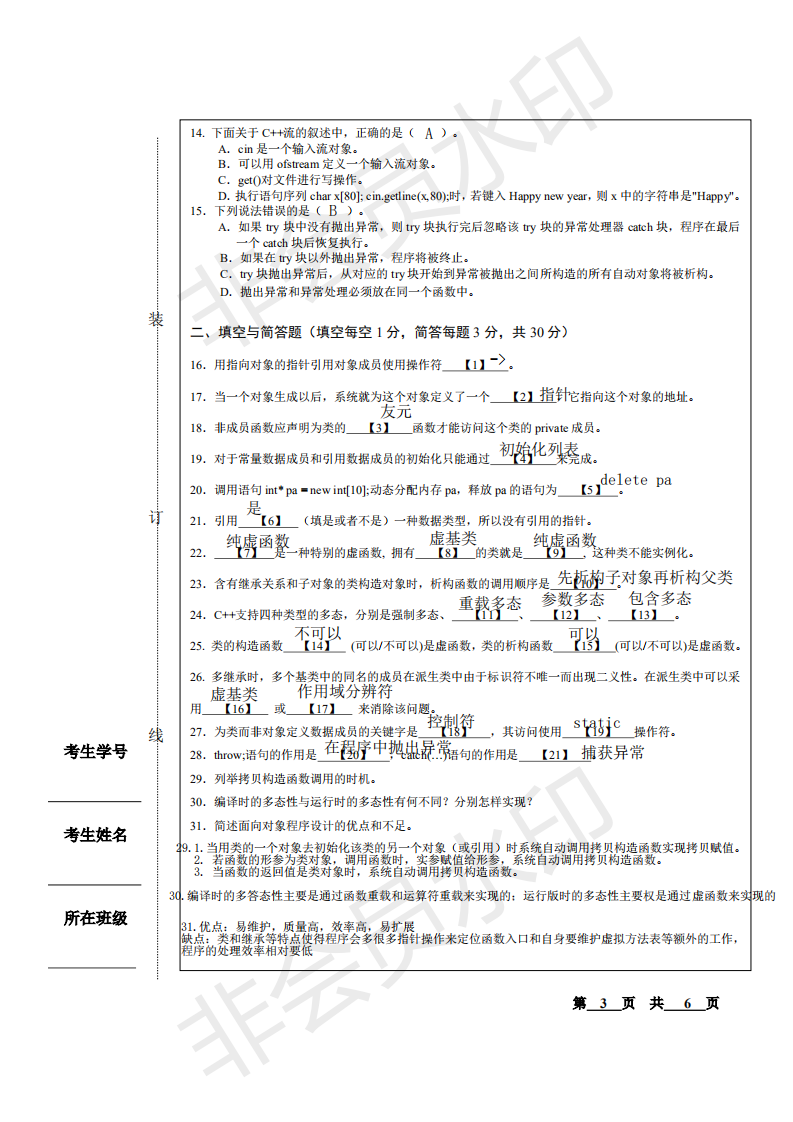 14. 下面关于 C++流的叙述中，正确的是（ A ）。
A．cin 是一个输入流对象。
B．可以用 ofstream 定义一个输入流对象。
C．get()对文件进行写操作。
D．执行语句序列 char x[80]; cin.getline(x,80);时，若键入 Happy new year，则 x 中的字符串是"Happy"。
15．下列说法错误的是（ B ）。
A．如果 try 块中没有抛出异常，则 try 块执行完后忽略该 try 块的异常处理器 catch 块，程序在最后
一个 catch 块后恢复执行。
B．如果在 try 块以外抛出异常，程序将被终止。
C．try 块抛出异常后，从对应的 try 块开始到异常被抛出之间所构造的所有自动对象将被析构。
D．抛出异常和异常处理必须放在同一个函数中。
装
二、填空与简答题（填空每空 1 分，简答每题 3 分，共 30 分）
16．用指向对象的指针引用对象成员使用操作符 【1】 -> 。
17．当一个对象生成以后，系统就为这个对象定义了一个 【2】 指针，它指向这个对象的地址。
友元
18．非成员函数应声明为类的 【3】 函数才能访问这个类的 private 成员。
初始化列表
19．对于常量数据成员和引用数据成员的初始化只能通过 【4】 来完成。
delete pa
20．调用语句 int* pa = new int[10];动态分配内存 pa，释放 pa 的语句为 【5】 。
是
订
21．引用 【6】 （填是或者不是）一种数据类型，所以没有引用的指针。
纯虚函数 虚基类 纯虚函数
22． 【7】 是一种特别的虚函数, 拥有 【8】 的类就是 【9】 , 这种类不能实例化。
先析构子对象再析构父类
23．含有继承关系和子对象的类构造对象时，析构函数的调用顺序是 【10】 。
重载多态 参数多态 包含多态
24．C++支持四种类型的多态，分别是强制多态、 【11】 、 【12】 、 【13】 。
不可以 可以
25. 类的构造函数 【14】 (可以/不可以)是虚函数，类的析构函数 【15】 (可以/不可以)是虚函数。
26. 多继承时，多个基类中的同名的成员在派生类中由于标识符不唯一而出现二义性。在派生类中可以采
虚基类 作用域分辨符
用 【16】 或 【17】 来消除该问题。
控制符 static
27．为类而非对象定义数据成员的关键字是 【18】 ，其访问使用 【19】 操作符。
线
在程序中抛出异常 捕获异常
28．throw;语句的作用是 【20】 ，catch(…)语句的作用是 【21】 。
考生学号
29．列举拷贝构造函数调用的时机。
30．编译时的多态性与运行时的多态性有何不同？分别怎样实现？
31．简述面向对象程序设计的优点和不足。
考生姓名
29.1.当用类的一个对象去初始化该类的另一个对象（或引用）时系统自动调用拷贝构造函数实现拷贝赋值。
2. 若函数的形参为类对象，调用函数时，实参赋值给形参，系统自动调用拷贝构造函数。
3. 当函数的返回值是类对象时，系统自动调用拷贝构造函数。
30.编译时的多答态性主要是通过函数重载和运算符重载来实现的；运行版时的多态性主要权是通过虚函数来实现的
所在班级
31.优点：易维护，质量高，效率高，易扩展
缺点：类和继承等特点使得程序会多很多指针操作来定位函数入口和自身要维护虚拟方法表等额外的工作，
程序的处理效率相对要低
第 3 页 共 6 页
非会员水印
非会员水印